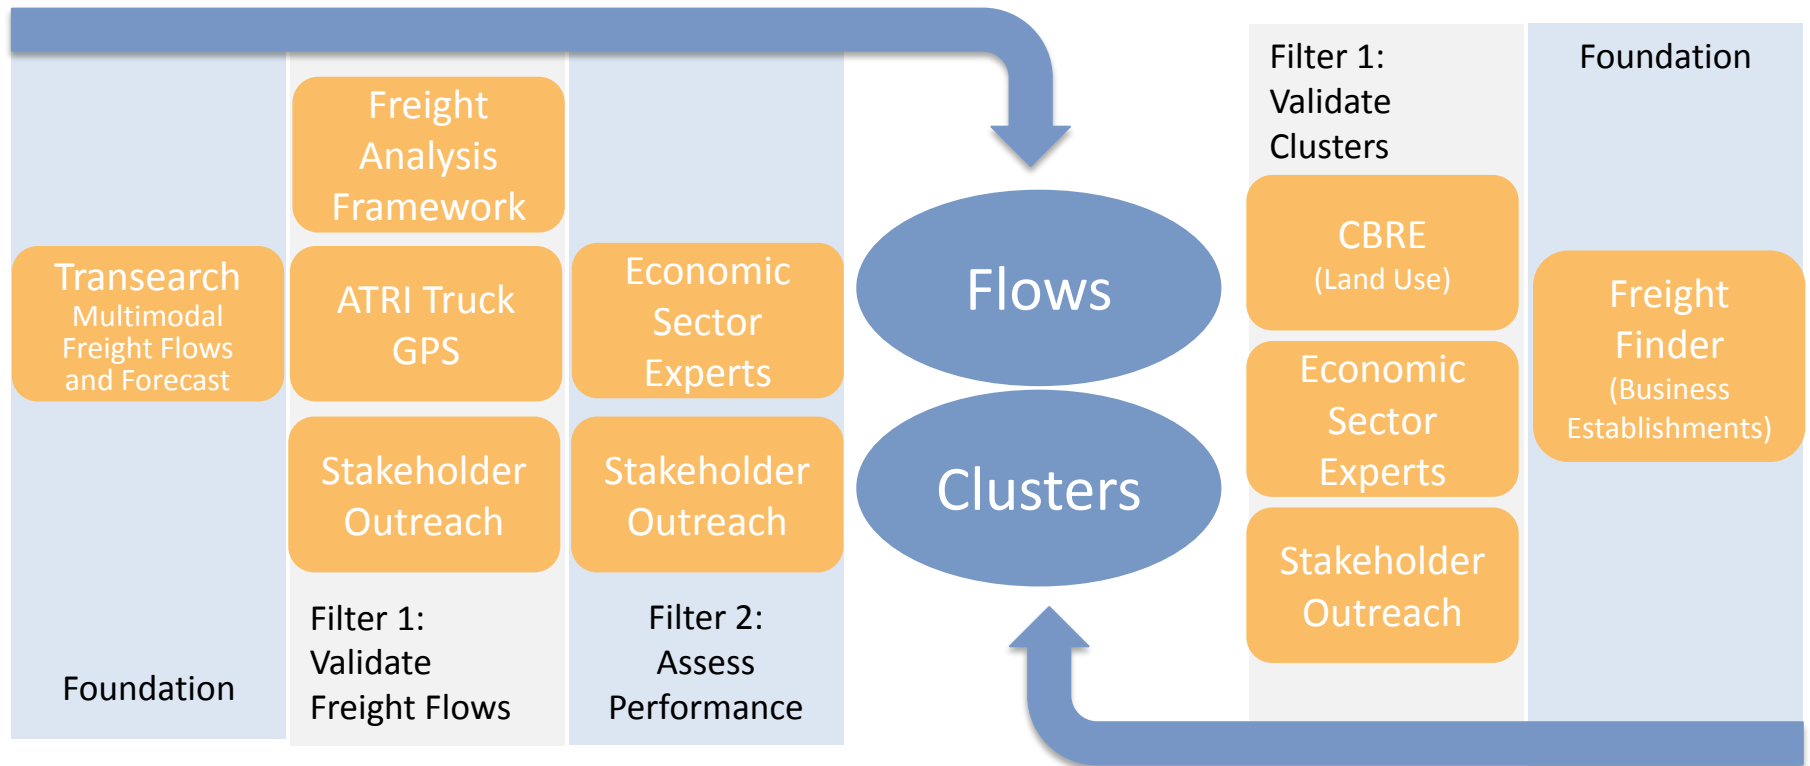 Freight
Analysis
Framework
Transearch
Multimodal
Freight Flows
and Forecast
ATRI Truck
GPS
Economic
Sector
Experts
Stakeholder
Outreach
Stakeholder
Outreach
Foundation
Filter 1:
Validate
Freight Flows
Filter 2:
Assess
Performance
Flows
Clusters
Filter 1:
Validate
Clusters
CBRE
(Land Use)
Economic
Sector
Experts
Stakeholder
Outreach
Foundation
Freight
Finder
(Business
Establishments)